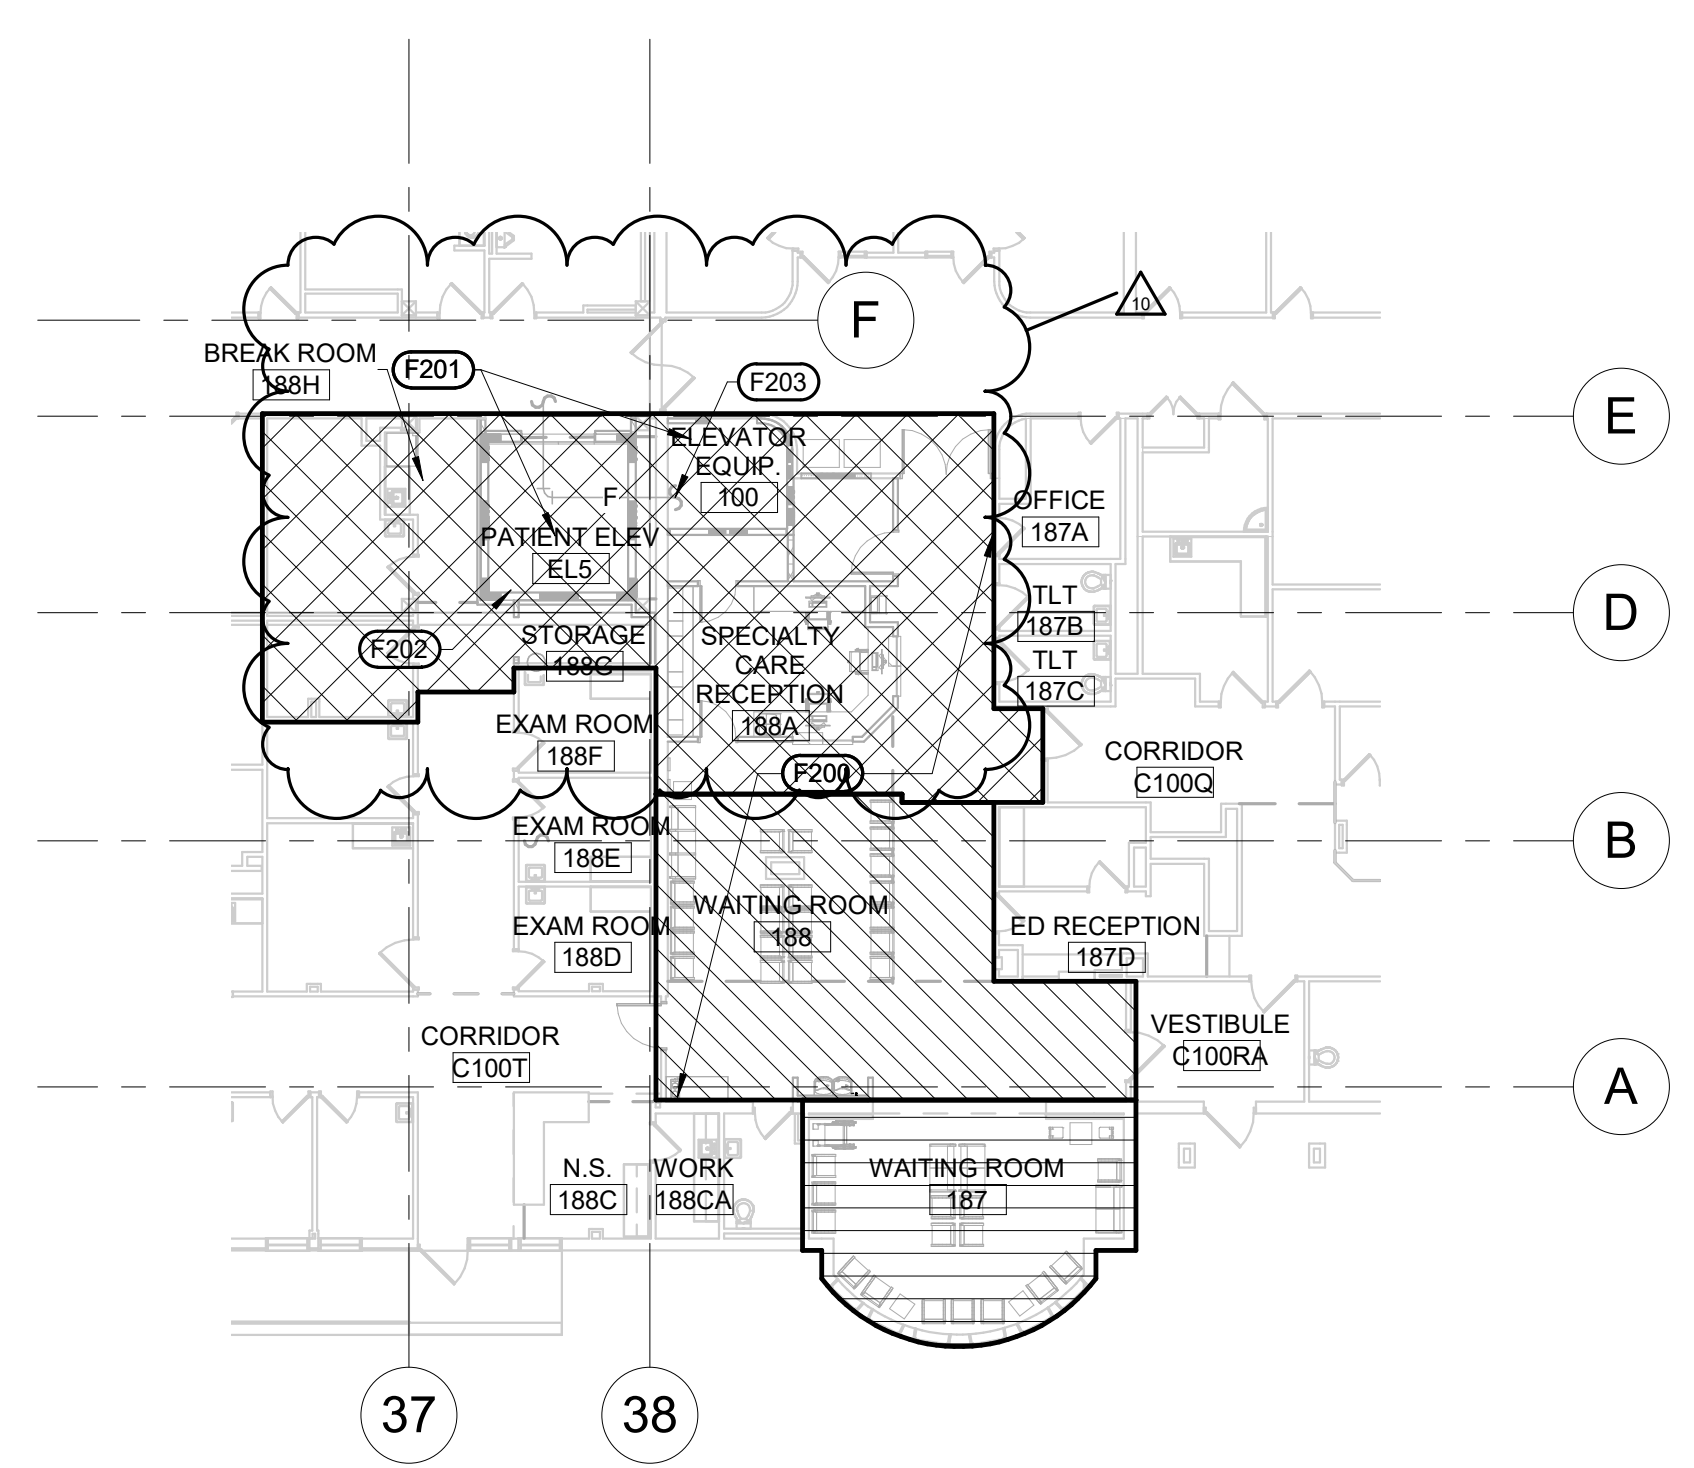 F
10
BREAK ROOM
188H
F201
F203
E
ELEVATOR
EQUIP.
100
F
OFFICE
187A
PATIENT ELEV
EL5
TLT
187B
D
F202
STORAGE
188G
SPECIALTY
CARE
RECEPTION
188A
TLT
187C
EXAM ROOM
188F
CORRIDOR
C100Q
F200
EXAM ROOM
188E
B
WAITING ROOM
188
EXAM ROOM
188D
ED RECEPTION
187D
CORRIDOR
C100T
VESTIBULE
C100RA
A
N.S.
188C
WORK
188CA
WAITING ROOM
187
37
38